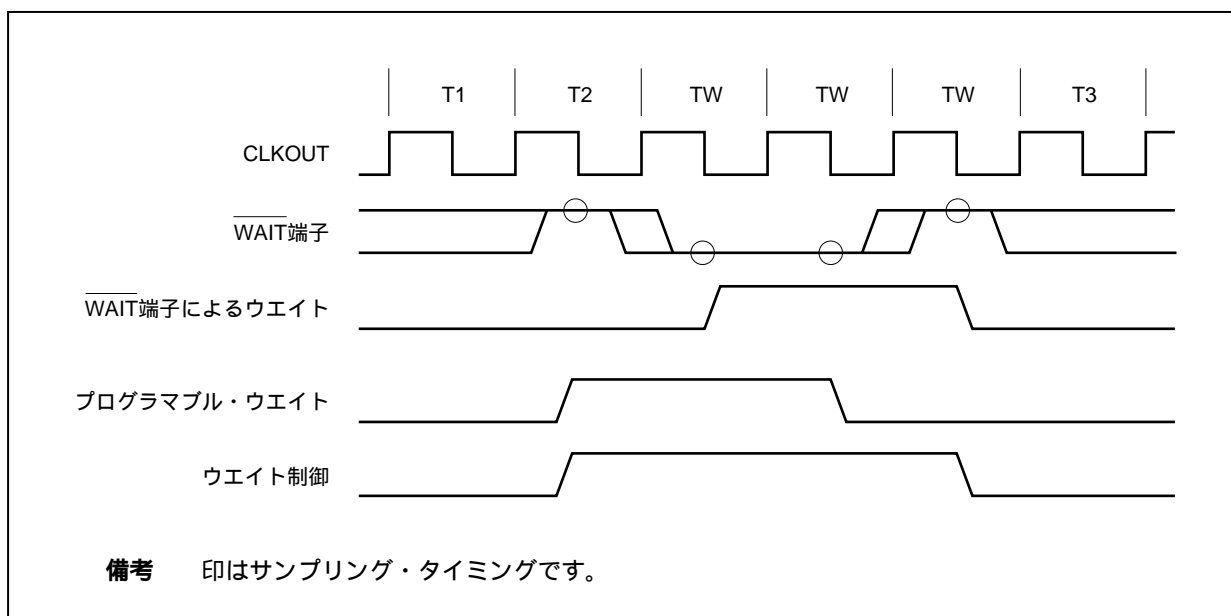 T1 T2 TW TW TW T3
CLKOUT
WAIT端子
WAIT端子によるウエイト
プログラマブル・ウエイト
ウエイト制御
備考 印はサンプリング・タイミングです。